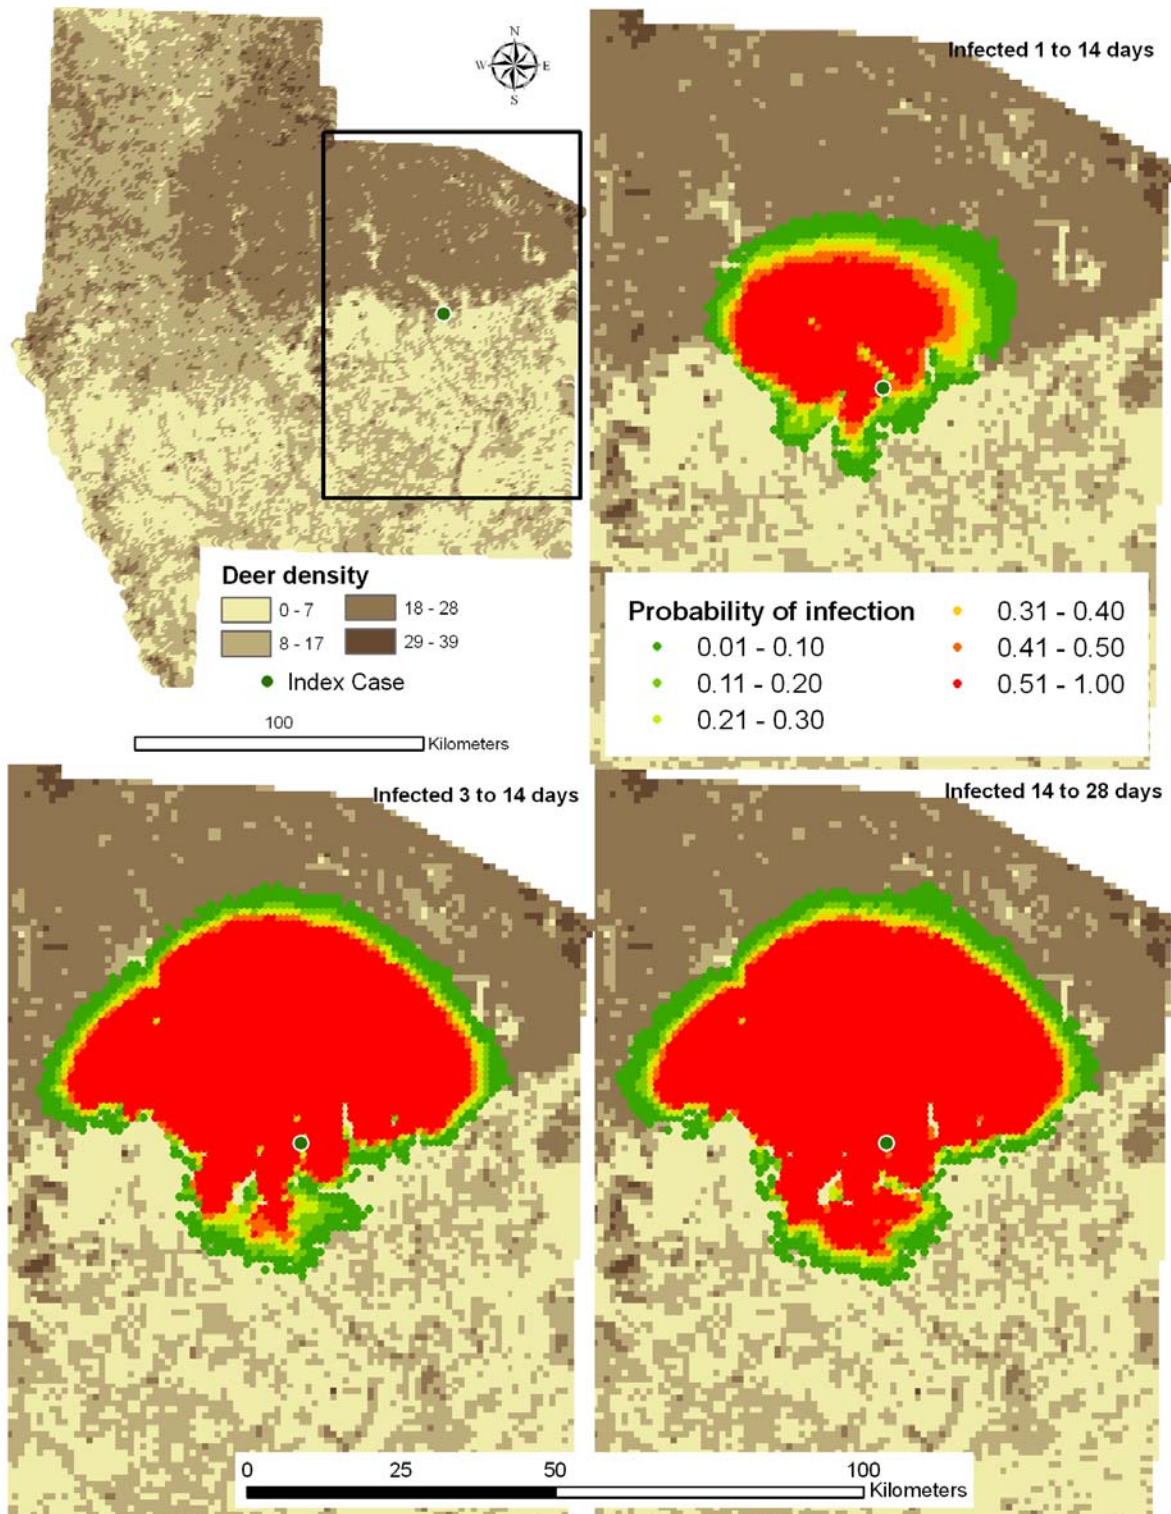 N
W E
S
Infected 1 to 14 days
Deer density
0 - 7 18 - 28
8 - 17 29 - 39
Index Case
100
Kilometers
Probability of infection
0.01 - 0.10
0.11 - 0.20
0.21 - 0.30
0.31 - 0.40
0.41 - 0.50
0.51 - 1.00
Infected 3 to 14 days
Infected 14 to 28 days
0 25 50 100
Kilometers